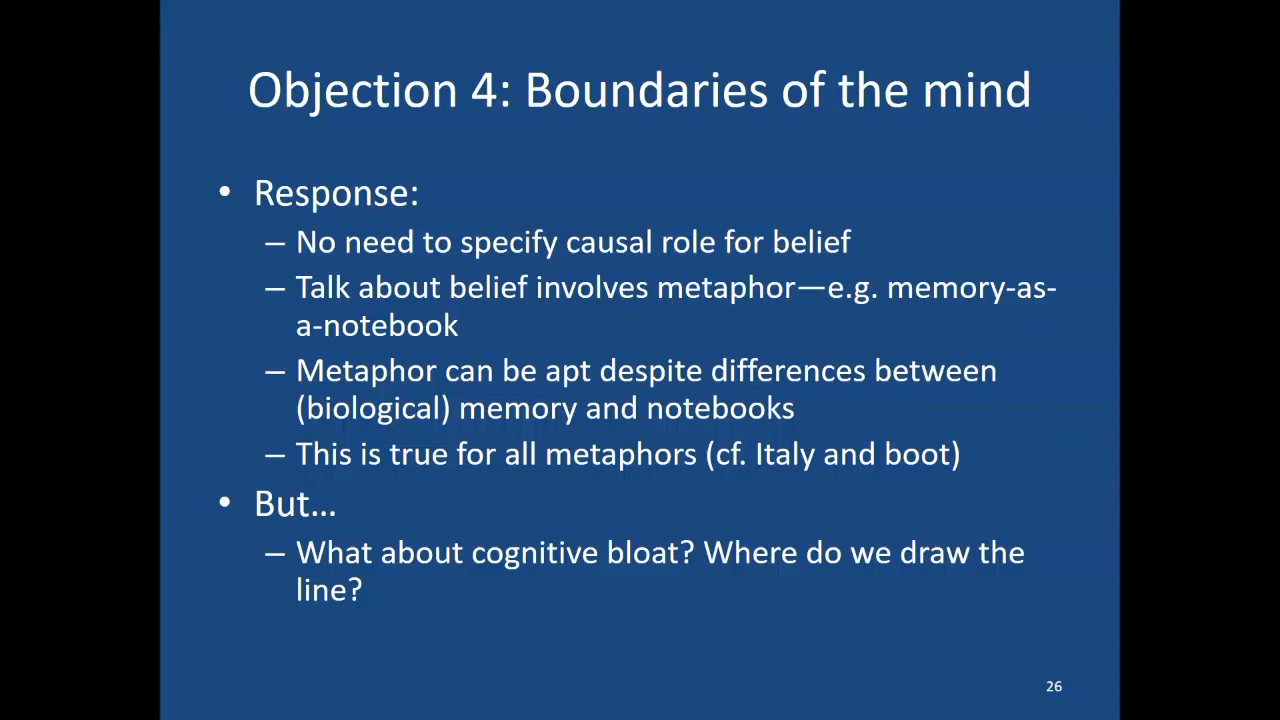 Objection 4: Boundaries of the mind
• Response:
– No need to specify causal role for belief
– Talk about belief involves metaphor—e.g. memory-as-
a-notebook
– Metaphor can be apt despite differences between
(biological) memory and notebooks
– This is true for all metaphors (cf. Italy and boot)
• But…
– What about cognitive bloat? Where do we draw the
line?
26